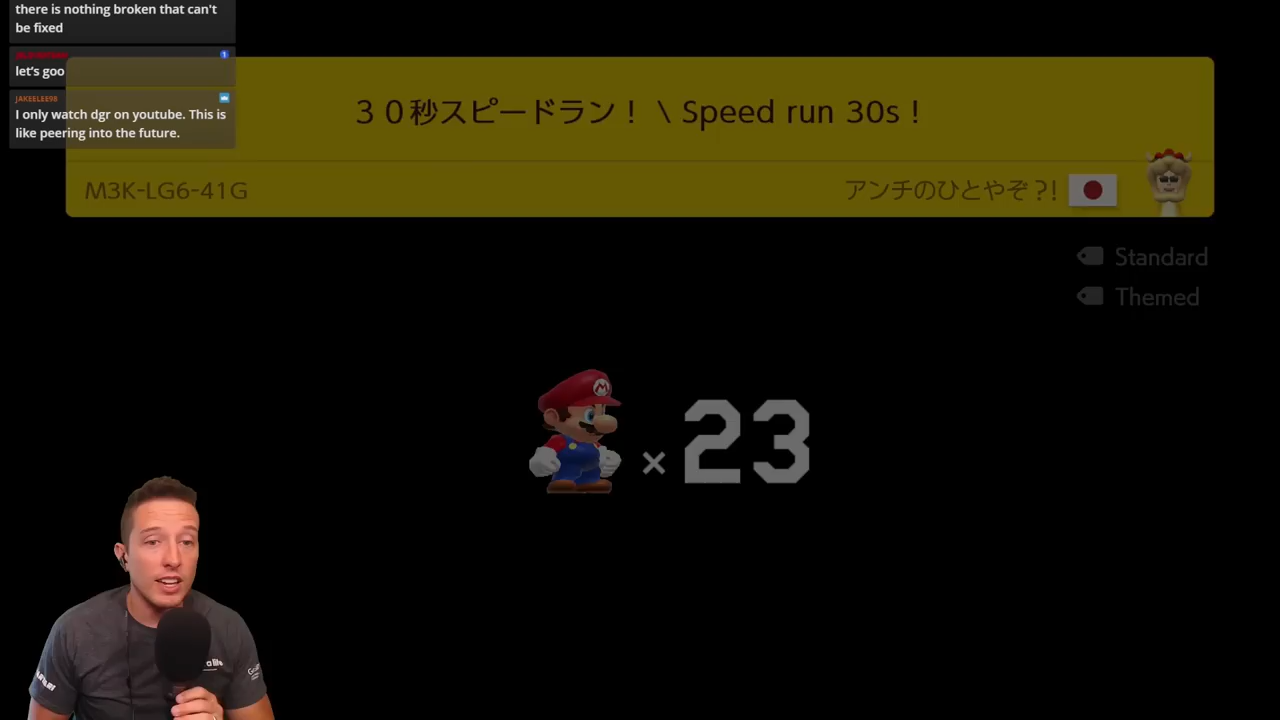 there is nothing broken that can't
be fixed
let's goo
JAKEELEE98
I only watch dgr on youtube. This is
like peering into the future.
３０秒スピードラン！ \ Speed run 30s！
M3K-LG6-41G
アンチのひとやぞ?!
Standard
Themed
× 23
a life